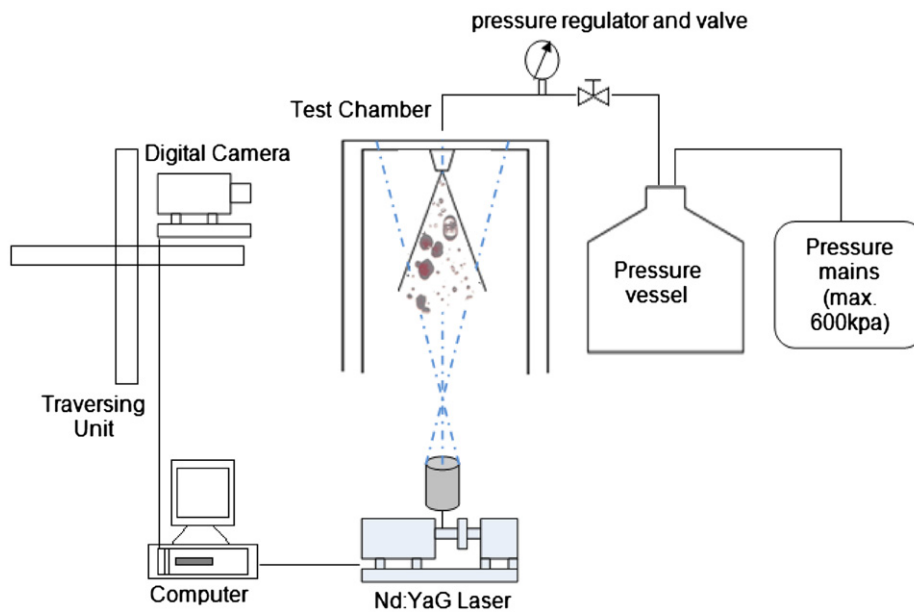 pressure regulator and valve
Test Chamber
Digital Camera
Pressure
vessel
Pressure
mains
(max.
600kpa)
Traversing
Unit
Computer
Nd:YaG Laser